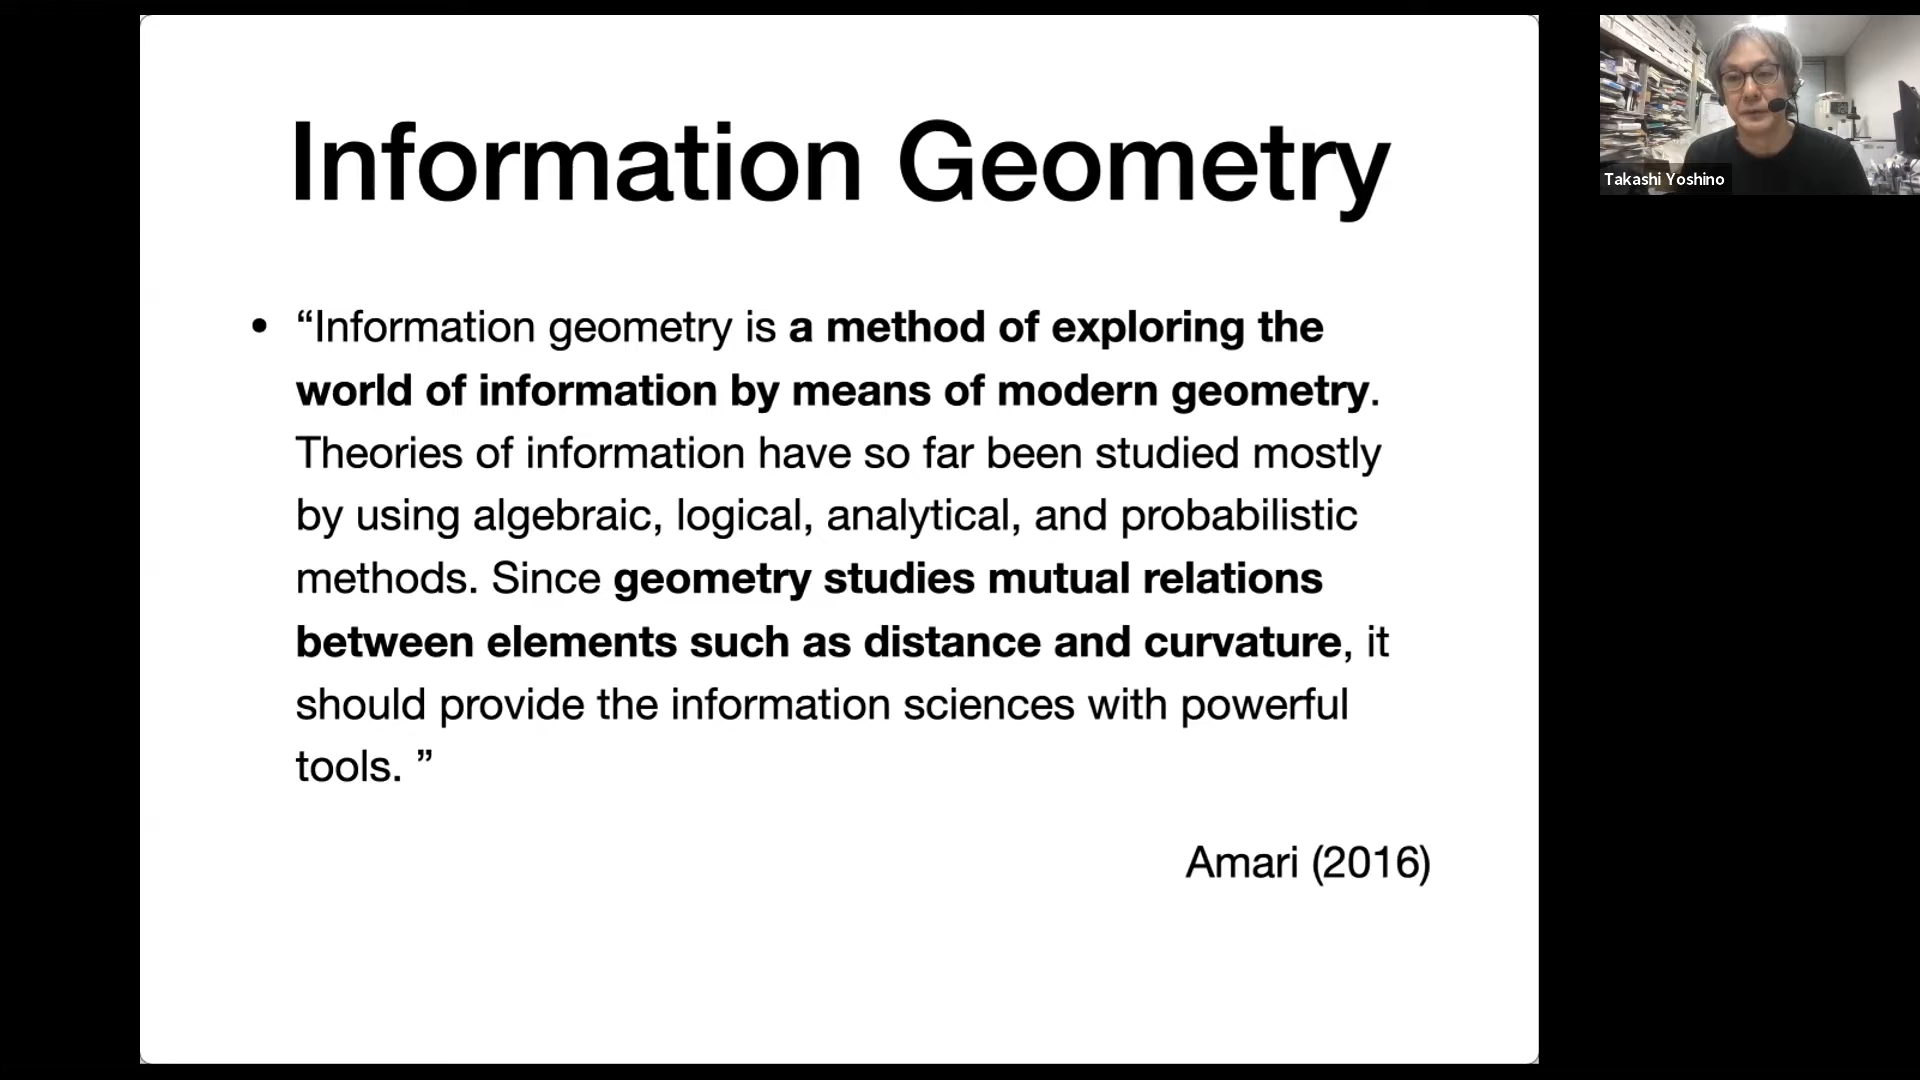 Information Geometry
• “Information geometry is a method of exploring the
world of information by means of modern geometry.
Theories of information have so far been studied mostly
by using algebraic, logical, analytical, and probabilistic
methods. Since geometry studies mutual relations
between elements such as distance and curvature, it
should provide the information sciences with powerful
tools. ”
Amari (2016)
Takashi Yoshino